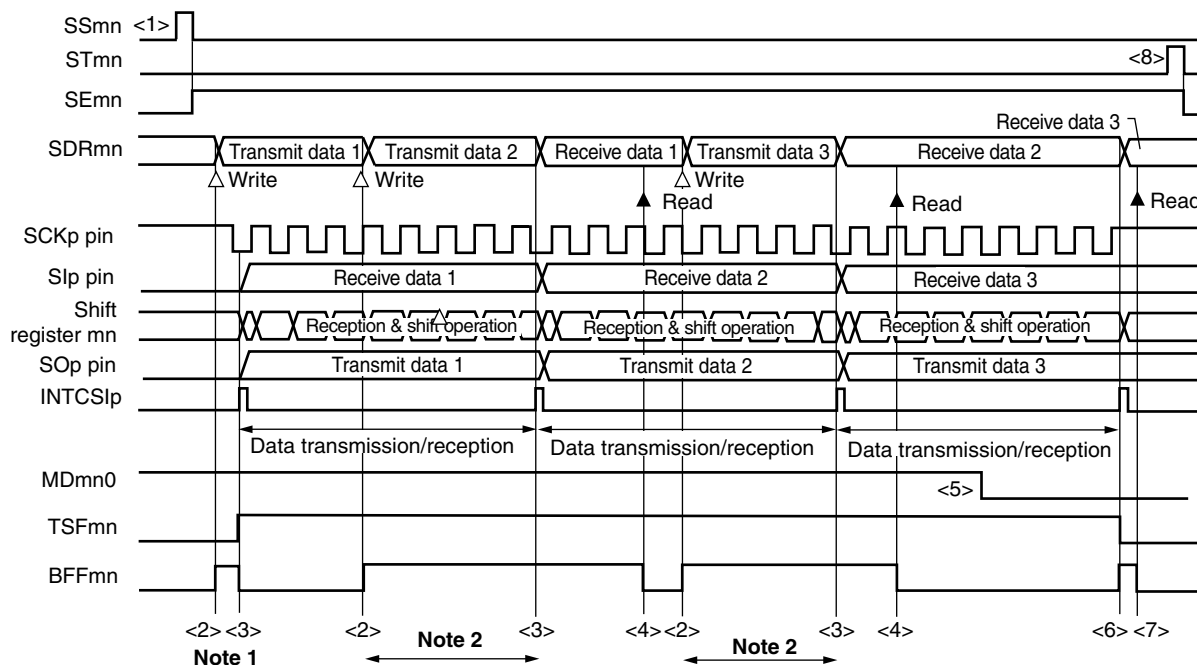 SSmn <1>
STmn <8>
SEmn
Receive data 3
SDRmn Transmit data 1 Transmit data 2 Receive data 1 Transmit data 3 Receive data 2
Write Write Write
Read Read Read
SCKp pin
SIp pin Receive data 1 Receive data 2 Receive data 3
Shift
register mn Reception & shift operation Reception & shift operation Reception & shift operation
SOp pin Transmit data 1 Transmit data 2 Transmit data 3
INTCSIp
Data transmission/reception Data transmission/reception Data transmission/reception
MDmn0 <5>
TSFmn
BFFmn
<2> <3> <2> <3> <4> <2> <3> <4> <6> <7>
Note 1 Note 2 Note 2